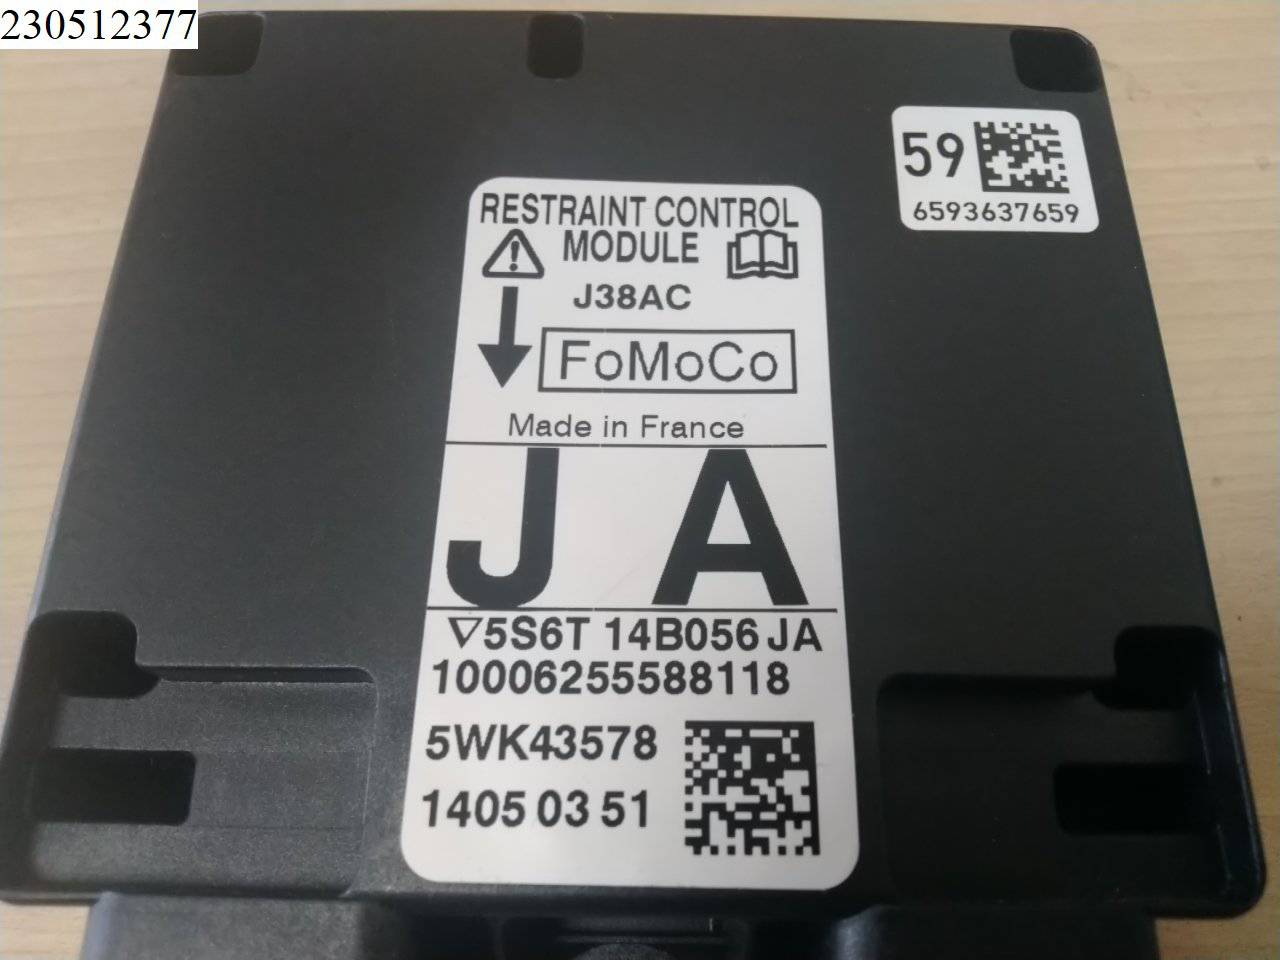 230512377
59
6593637659
RESTRAINT CONTROL
MODULE
J38AC
FoMoCo
Made in France
J A
▽5S6T 14B056 JA
10006255588118
5WK43578
1405 03 51